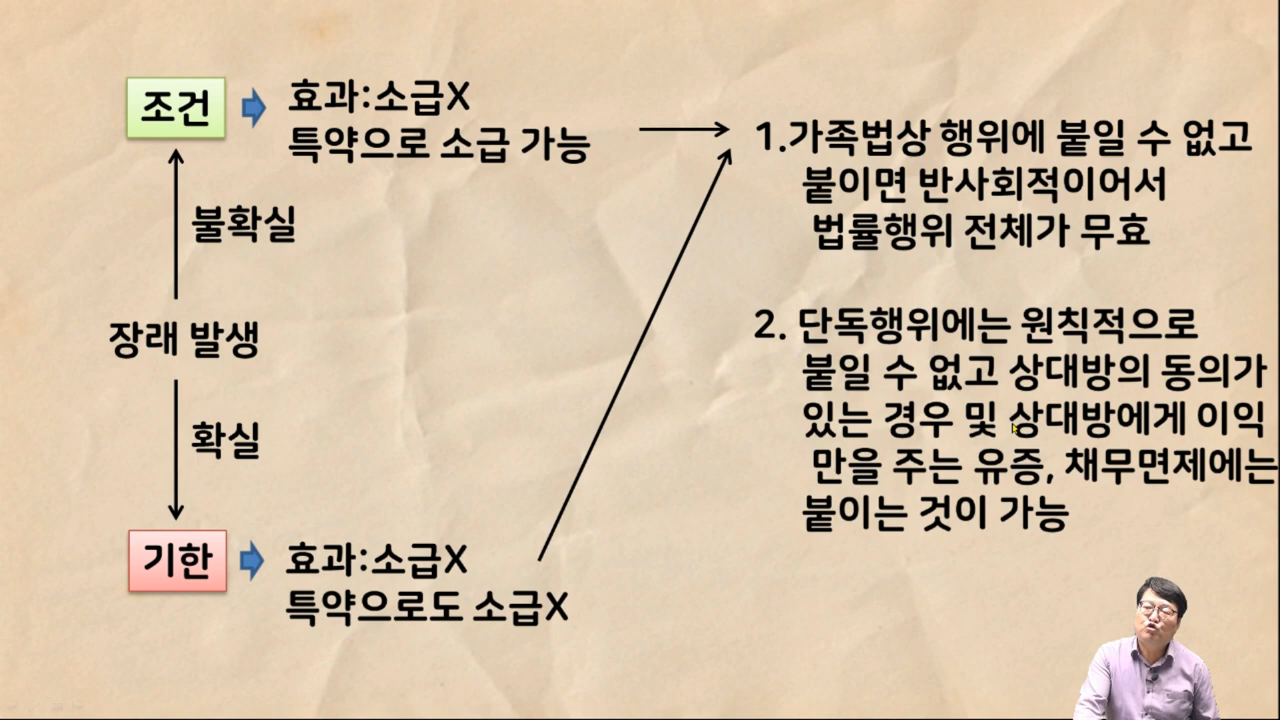 조건
효과:소급X
특약으로 소급 가능
불확실
장래 발생
확실
기한
효과:소급X
특약으로도 소급X
1.가족법상 행위에 붙일 수 없고
붙이면 반사회적이어서
법률행위 전체가 무효
2. 단독행위에는 원칙적으로
붙일 수 없고 상대방의 동의가
있는 경우 및 상대방에게 이익
만을 주는 유증, 채무면제에는
붙이는 것이 가능